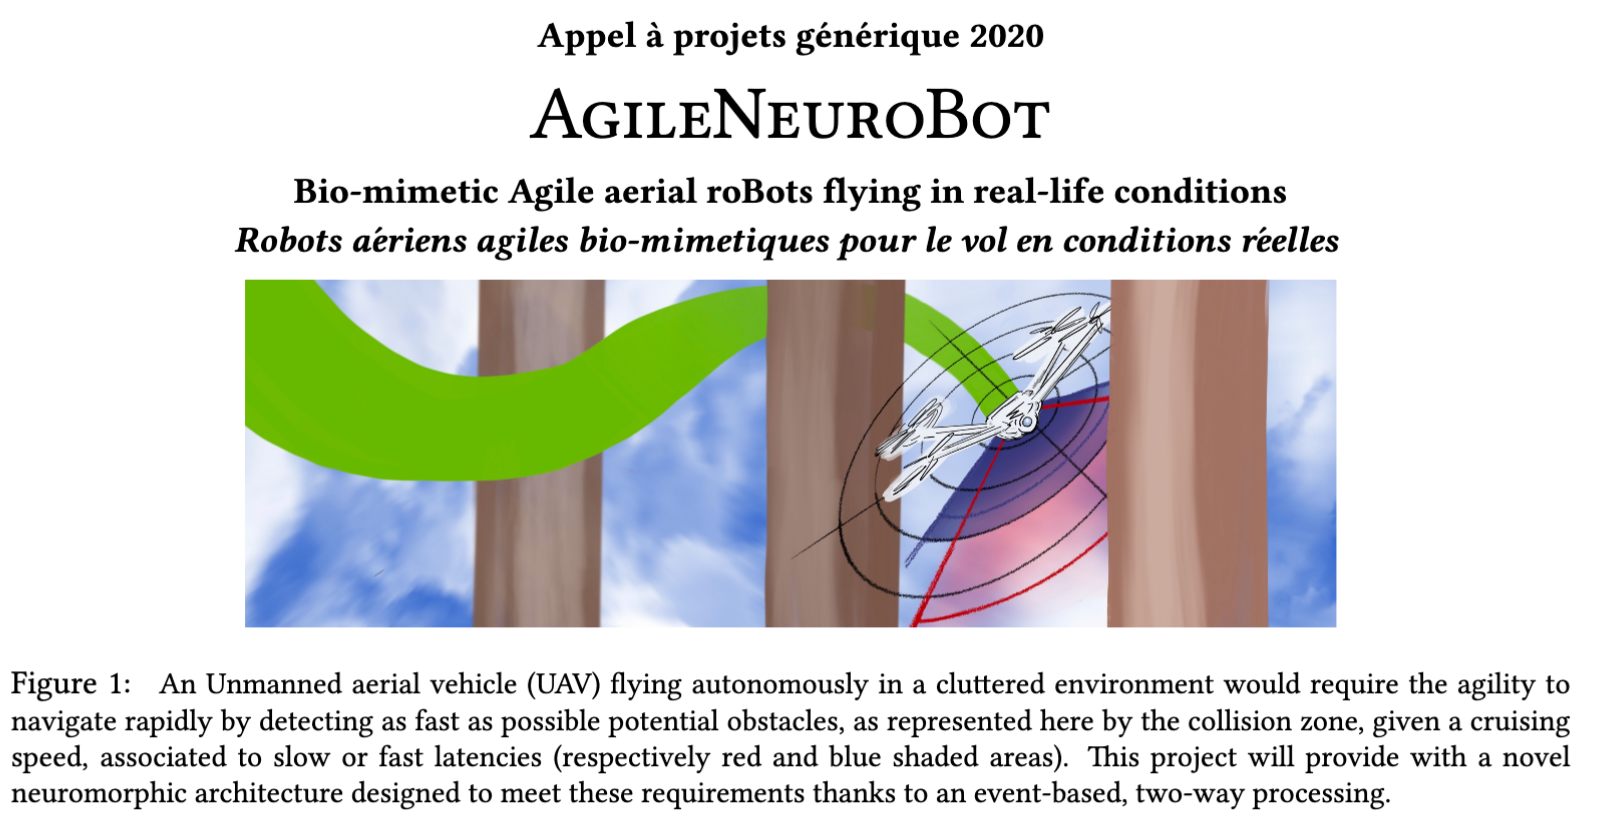 Appel à projets générique 2020
AGILENEUROBOT
Bio-mimetic Agile aerial roBots flying in real-life conditions
Robots aériens agiles bio-mimetiques pour le vol en conditions réelles
Figure 1: An Unmanned aerial vehicle (UAV) flying autonomously in a cluttered environment would require the agility to
navigate rapidly by detecting as fast as possible potential obstacles, as represented here by the collision zone, given a cruising
speed, associated to slow or fast latencies (respectively red and blue shaded areas). This project will provide with a novel
neuromorphic architecture designed to meet these requirements thanks to an event-based, two-way processing.